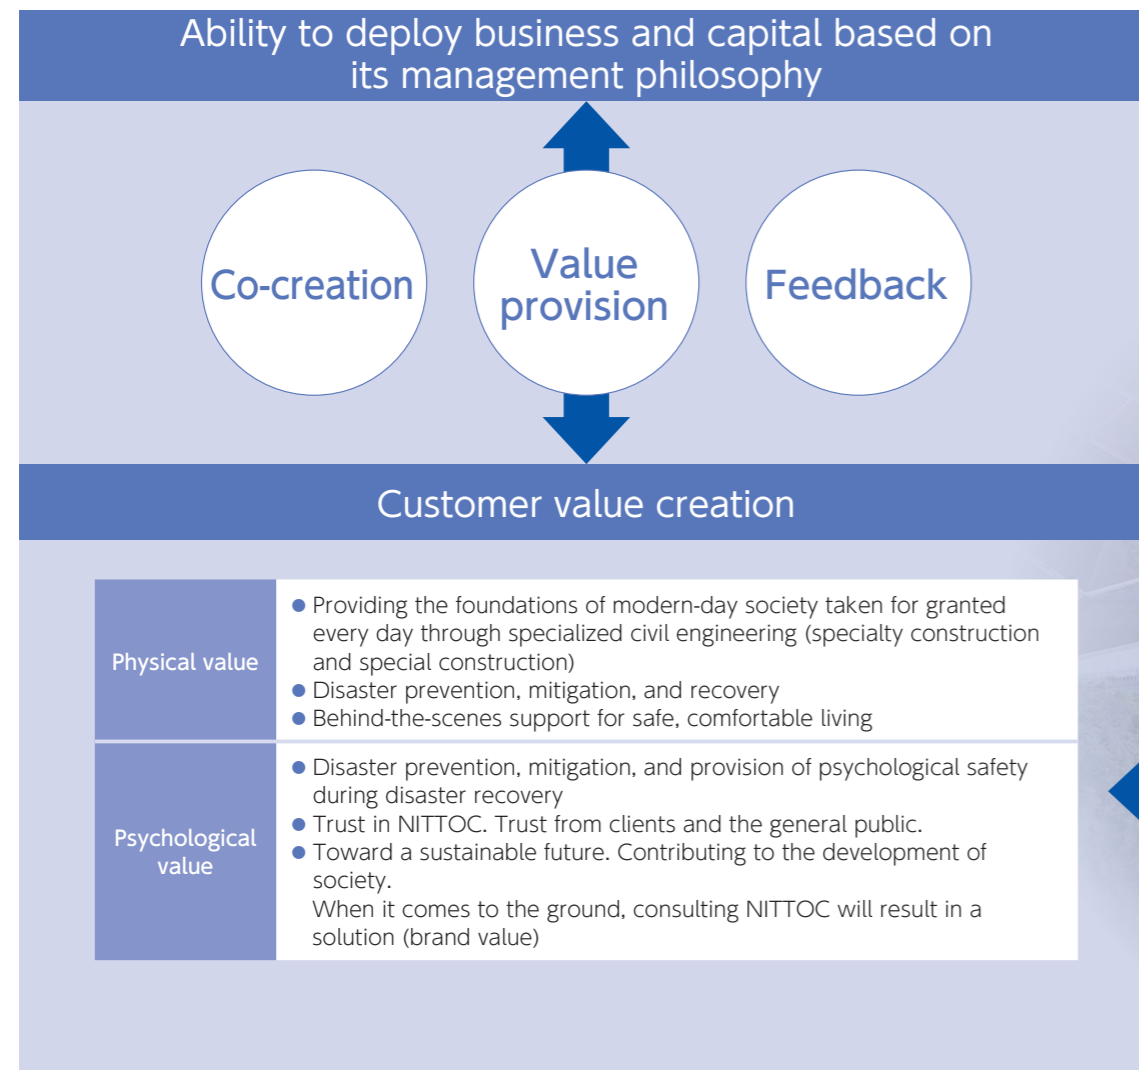 Ability to deploy business and capital based on
its management philosophy
Co-creation
Value
provision
Feedback
Customer value creation
Physical value
● Providing the foundations of modern-day society taken for granted
every day through specialized civil engineering (specialty construction
and special construction)
● Disaster prevention, mitigation, and recovery
● Behind-the-scenes support for safe, comfortable living
Psychological
value
● Disaster prevention, mitigation, and provision of psychological safety
during disaster recovery
● Trust in NITTOC. Trust from clients and the general public.
● Toward a sustainable future. Contributing to the development of
society.
When it comes to the ground, consulting NITTOC will result in a
solution (brand value)